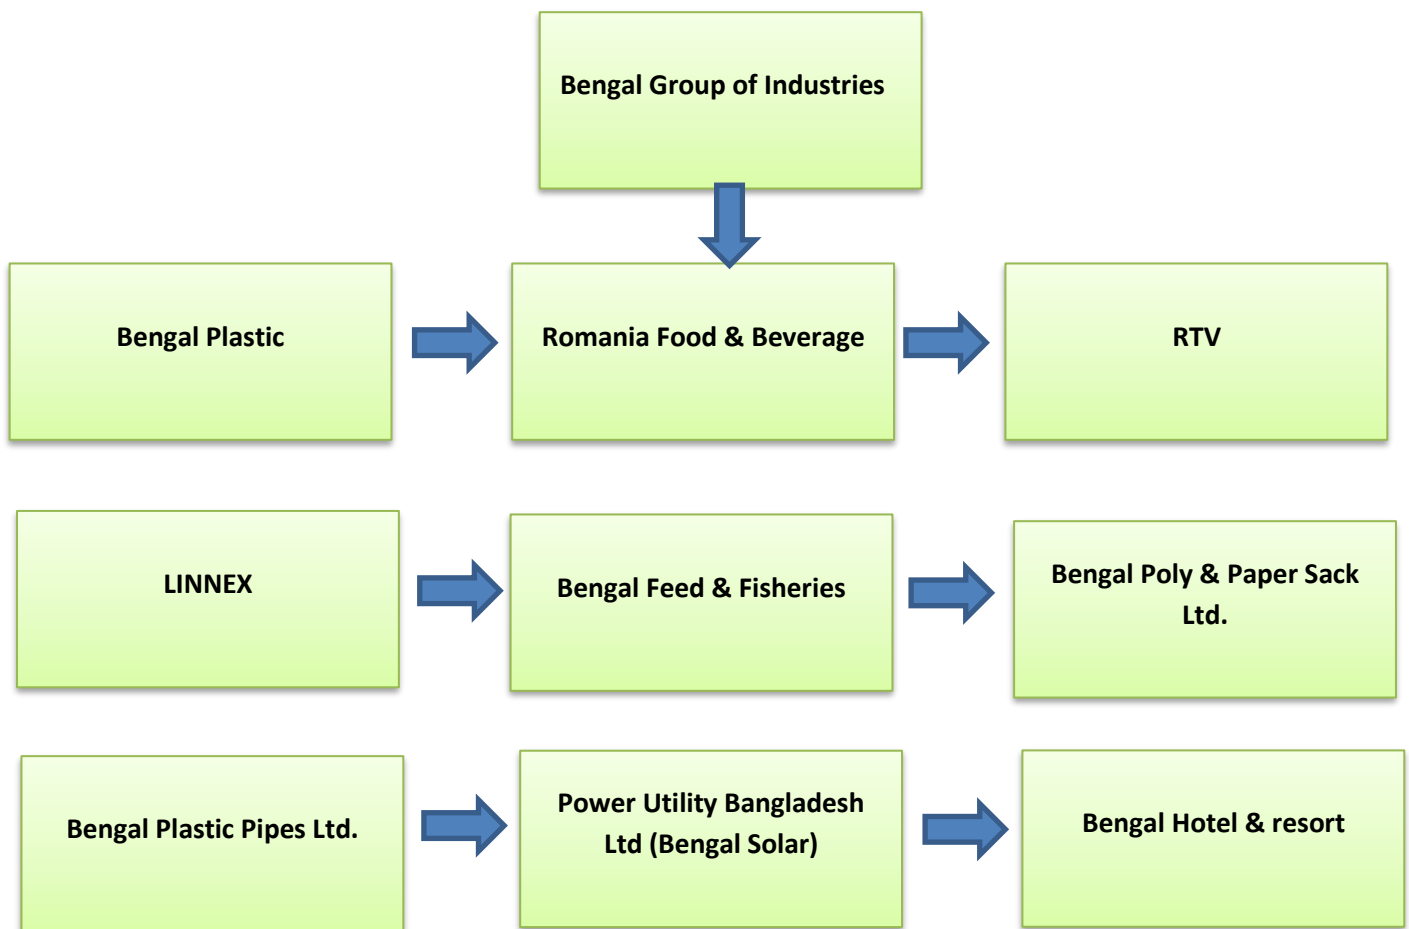 Bengal Group of Industries
Bengal Plastic
Romania Food & Beverage
RTV
LINNEX
Bengal Feed & Fisheries
Bengal Poly & Paper Sack
Ltd.
Bengal Plastic Pipes Ltd.
Power Utility Bangladesh
Ltd (Bengal Solar)
Bengal Hotel & resort